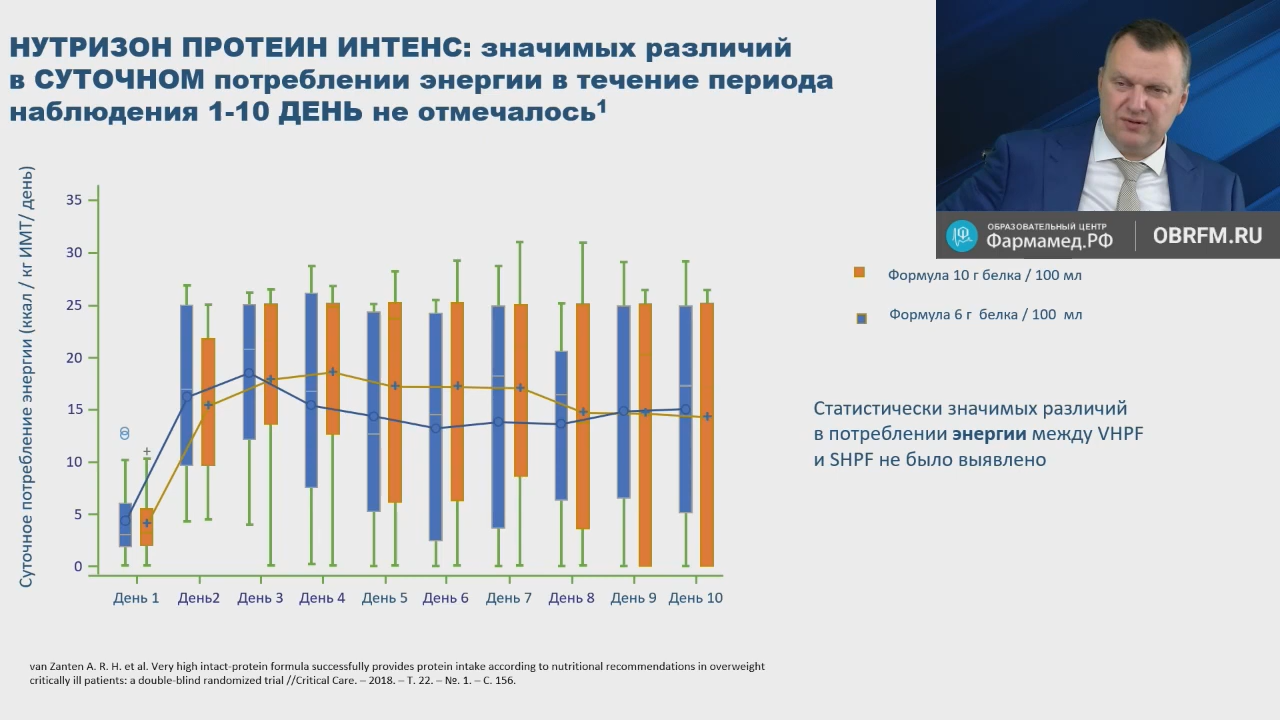 НУТРИЗОН ПРОТЕИН ИНТЕНС: значимых различий
в СУТОЧНОМ потреблении энергии в течение периода
наблюдения 1-10 ДЕНЬ не отмечалось¹
ОБРАЗОВАТЕЛЬНЫЙ ЦЕНТР
Фармамед.РФ
OBRFM.RU
Суточное потребление энергии (ккал / кг ИМТ/ день)
35
30
25
20
15
10
5
0
День 1 День2 День 3 День 4 День 5 День 6 День 7 День 8 День 9 День 10
Формула 10 г белка / 100 мл
Формула 6 г белка / 100 мл
Статистически значимых различий
в потреблении энергии между VHPF
и SHPF не было выявлено
van Zanten A. R. H. et al. Very high intact-protein formula successfully provides protein intake according to nutritional recommendations in overweight
critically ill patients: a double-blind randomized trial //Critical Care. – 2018. – Т. 22. – №. 1. – С. 156.